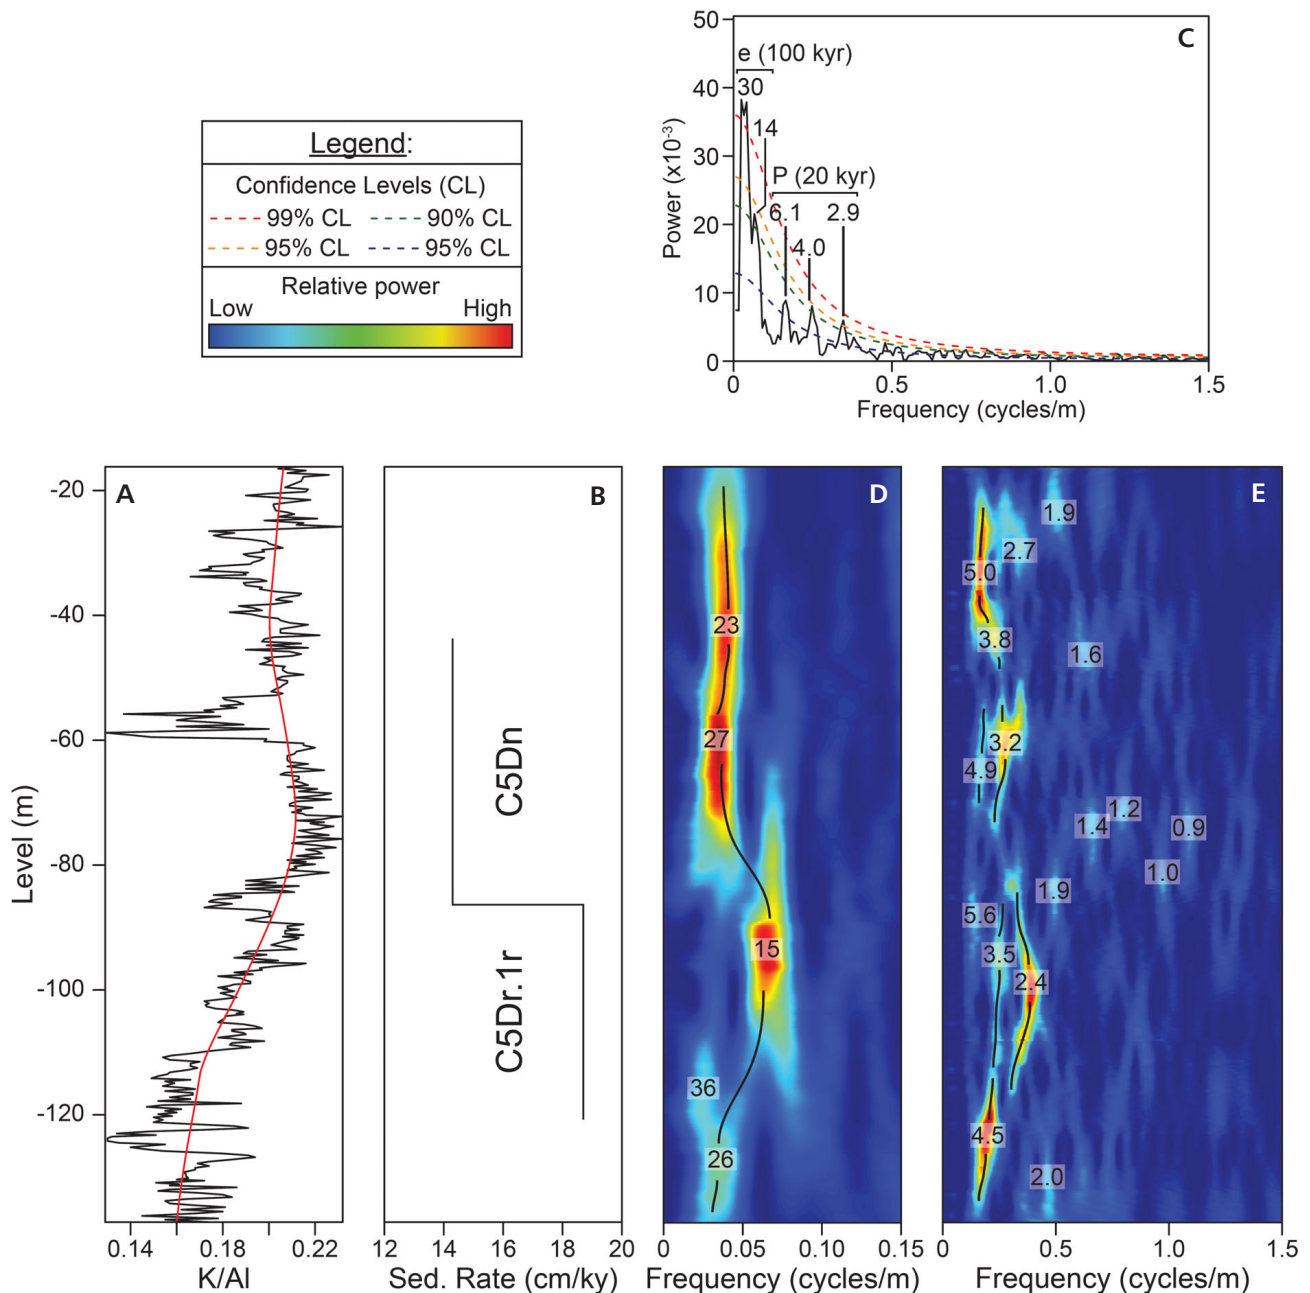 Legend:
Confidence Levels (CL)
99% CL 90% CL
95% CL 95% CL
Relative power
Low High
C
50
40
30
20
10
0
Power (x10-3)
e (100 kyr)
30
14
P (20 kyr)
6.1 2.9
4.0
0 0.5 1.0 1.5
Frequency (cycles/m)
A
-20
-40
-60
-80
-100
-120
Level (m)
0.14 0.18 0.22
K/Al
B
C5Dn
C5Dr.1r
12 14 16 18 20
Sed. Rate (cm/ky)
D
23
27
15
36
26
0 0.05 0.10 0.15
Frequency (cycles/m)
E
1.9
2.7
5.0
3.8
1.6
3.2
4.9
1.2
1.4 0.9
1.0
1.9
5.6
3.5
2.4
4.5
2.0
0 0.5 1.0 1.5
Frequency (cycles/m)